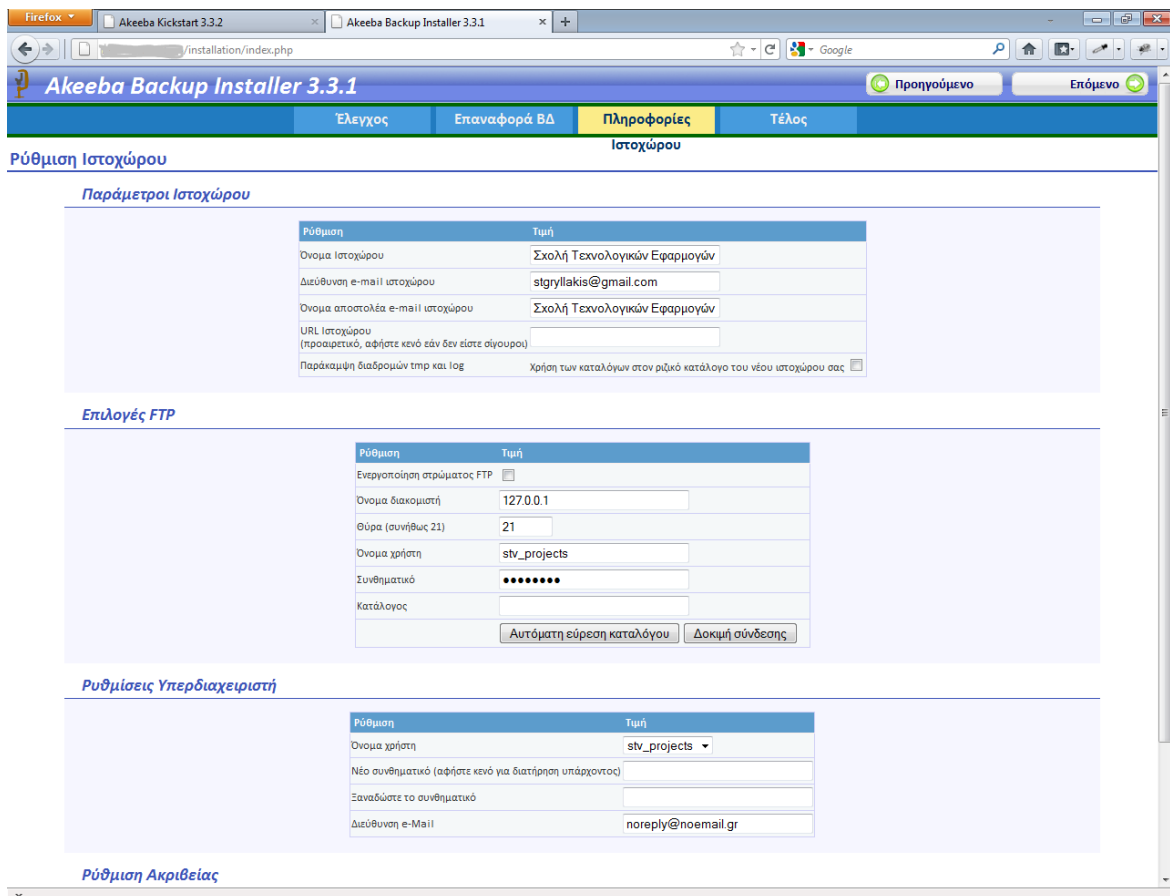 Firefox
Akeeba Kickstart 3.3.2
Akeeba Backup Installer 3.3.1
/installation/index.php
Google
Akeeba Backup Installer 3.3.1
Προηγούμενο
Επόμενο
Έλεγχος
Επαναφορά ΒΔ
Πληροφορίες
Ιστοχώρου
Τέλος
Ρύθμιση Ιστοχώρου
Παράμετροι Ιστοχώρου
Ρύθμιση Τιμή
Όνομα Ιστοχώρου Σχολή Τεχνολογικών Εφαρμογών
Διεύθυνση e-mail ιστοχώρου stgryllakis@gmail.com
Όνομα αποστολέα e-mail ιστοχώρου Σχολή Τεχνολογικών Εφαρμογών
URL Ιστοχώρου
(προαιρετικό, αφήστε κενό εάν δεν είστε σίγουροι)
Παράκαμψη διαδρομών tmp και log Χρήση των καταλόγων στον ριζικό κατάλογο του νέου ιστοχώρου σας
Επιλογές FTP
Ρύθμιση Τιμή
Ενεργοποίηση στρώματος FTP
Όνομα διακομιστή 127.0.0.1
Θύρα (συνήθως 21) 21
Όνομα χρήστη stv_projects
Συνθηματικό ●●●●●●●●
Κατάλογος
Αυτόματη εύρεση καταλόγου Δοκιμή σύνδεσης
Ρυθμίσεις Υπερδιαχειριστή
Ρύθμιση Τιμή
Όνομα χρήστη stv_projects
Νέο συνθηματικό (αφήστε κενό για διατήρηση υπάρχοντος)
Ξαναδώστε το συνθηματικό
Διεύθυνση e-Mail noreply@noemail.gr
Ρύθμιση Ακριβείας